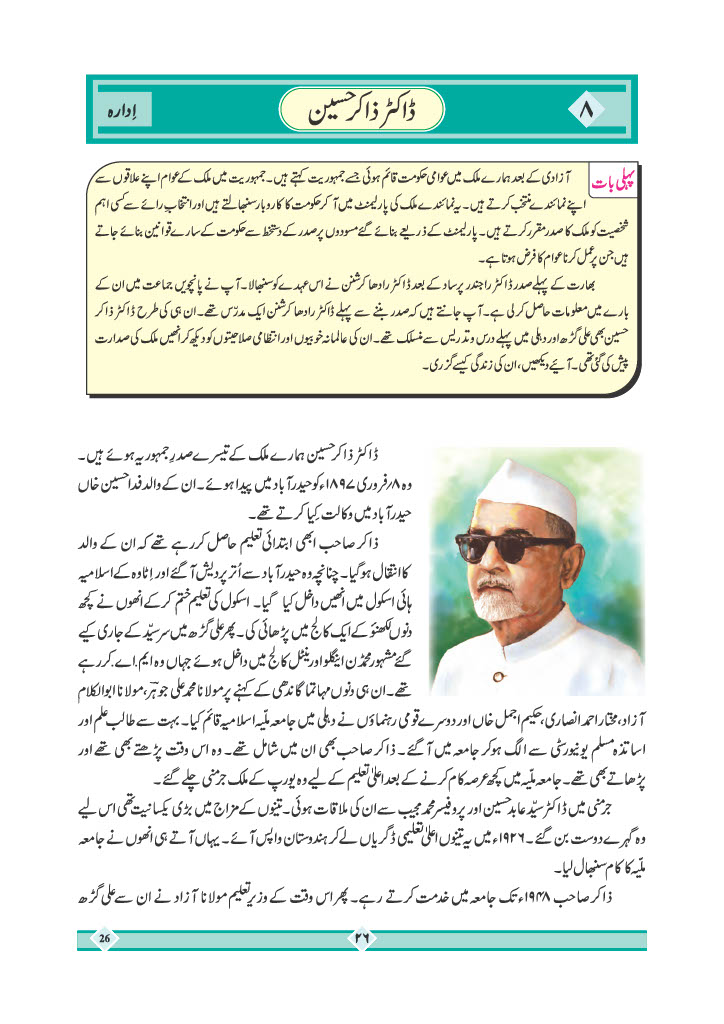 ۸
ڈاکٹر ذاکر حسین
اِدارہ
پہلی بات
آزادی کے بعد ہمارے ملک میں عوامی حکومت قائم ہوئی جسے جمہوریت کہتے ہیں۔ جمہوریت میں ملک کے عوام اپنے علاقوں سے
اپنے نمائندے منتخب کرتے ہیں۔ یہ نمائندے ملک کی پارلیمنٹ میں آکر حکومت کا کاروبار سنبھالتے ہیں اور انتخابِ رائے سے کسی اہم
شخصیت کو ملک کا صدر مقرر کرتے ہیں۔ پارلیمنٹ کے ذریعے بنائے گئے مسودوں پر صدر کے دستخط سے حکومت کے سارے قوانین بنائے جاتے
ہیں جن پر عمل کرنا عوام کا فرض ہوتا ہے۔
بھارت کے پہلے صدر ڈاکٹر راجندر پرساد کے بعد ڈاکٹر رادھا کرشنن نے اس عہدے کو سنبھالا۔ آپ نے پانچویں جماعت میں ان کے
بارے میں معلومات حاصل کرلی ہے۔ آپ جانتے ہیں کہ صدر بننے سے پہلے ڈاکٹر رادھا کرشنن ایک مدرّس تھے۔ ان ہی کی طرح ڈاکٹر ذاکر
حسین بھی علی گڑھ اور دہلی میں پہلے درس و تدریس سے منسلک تھے۔ ان کی عالمانہ خوبیوں اور انتظامی صلاحیتوں کو دیکھ کر انھیں ملک کی صدارت
پیش کی گئی تھی۔ آئیے دیکھیں، ان کی زندگی کیسے گزری۔
ڈاکٹر ذاکر حسین ہمارے ملک کے تیسرے صدرِ جمہوریہ ہوئے ہیں۔
وہ ۸؍فروری ۱۸۹۷ء کو حیدرآباد میں پیدا ہوئے۔ ان کے والد فدا حسین خاں
حیدرآباد میں وکالت کِیا کرتے تھے۔
ذاکر صاحب ابھی ابتدائی تعلیم حاصل کررہے تھے کہ ان کے والد
کا انتقال ہوگیا۔ چنانچہ وہ حیدرآباد سے اُتر پردیش آگئے اور اِٹاوہ کے اسلامیہ
ہائی اسکول میں انھیں داخل کیا گیا۔ اسکول کی تعلیم ختم کرکے انھوں نے کچھ
دنوں لکھنؤ کے ایک کالج میں پڑھائی کی۔ پھر علی گڑھ میں سرسیّد کے جاری کیے
گئے مشہور محمڈن اینگلو اورینٹل کالج میں داخل ہوئے جہاں وہ ایم۔اے۔ کررہے
تھے۔ ان ہی دنوں مہاتما گاندھی کے کہنے پر مولانا محمد علی جوہرؔ، مولانا ابوالکلام
آزاد، مختار احمد انصاری، حکیم اجمل خاں اور دوسرے قومی رہنماؤں نے دہلی میں جامعہ ملّیہ اسلامیہ قائم کیا۔ بہت سے طالب علم اور
اساتذہ مسلم یونیورسٹی سے الگ ہوکر جامعہ میں آگئے۔ ذاکر صاحب بھی ان میں شامل تھے۔ وہ اس وقت پڑھتے بھی تھے اور
پڑھاتے بھی تھے۔ جامعہ ملّیہ میں کچھ عرصہ کام کرنے کے بعد اعلیٰ تعلیم کے لیے وہ یورپ کے ملک جرمنی چلے گئے۔
جرمنی میں ڈاکٹر سیّد عابد حسین اور پروفیسر محمد مجیب سے ان کی ملاقات ہوئی۔ تینوں کے مزاج میں بڑی یکسانیت تھی اس لیے
وہ گہرے دوست بن گئے۔ ۱۹۲۶ء میں یہ تینوں اعلیٰ تعلیمی ڈگریاں لے کر ہندوستان واپس آئے۔ یہاں آتے ہی انھوں نے جامعہ
ملّیہ کا کام سنبھال لیا۔
ذاکر صاحب ۱۹۴۸ء تک جامعہ میں خدمت کرتے رہے۔ پھر اس وقت کے وزیرِ تعلیم مولانا آزاد نے ان سے علی گڑھ
۲۶
26